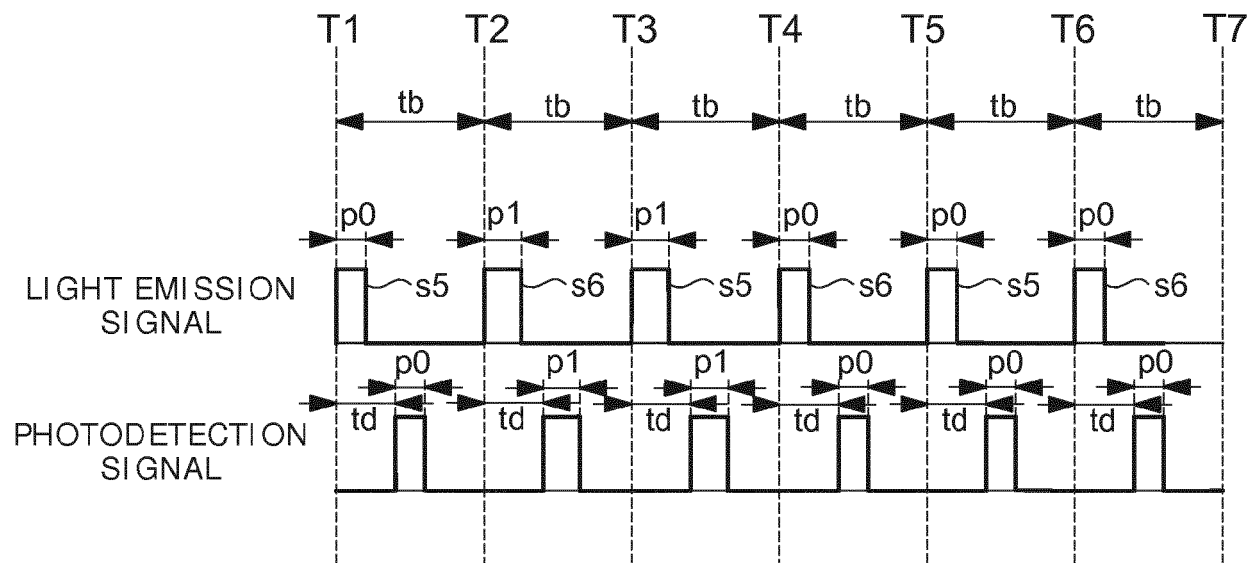 T1 T2 T3 T4 T5 T6 T7
tb tb tb tb tb tb
p0 p1 p1 p0 p0 p0
LIGHT EMISSION
SIGNAL
s5 s6 s5 s6 s5 s6
p0 p1 p1 p0 p0 p0
td td td td td td
PHOTODETECTION
SIGNAL